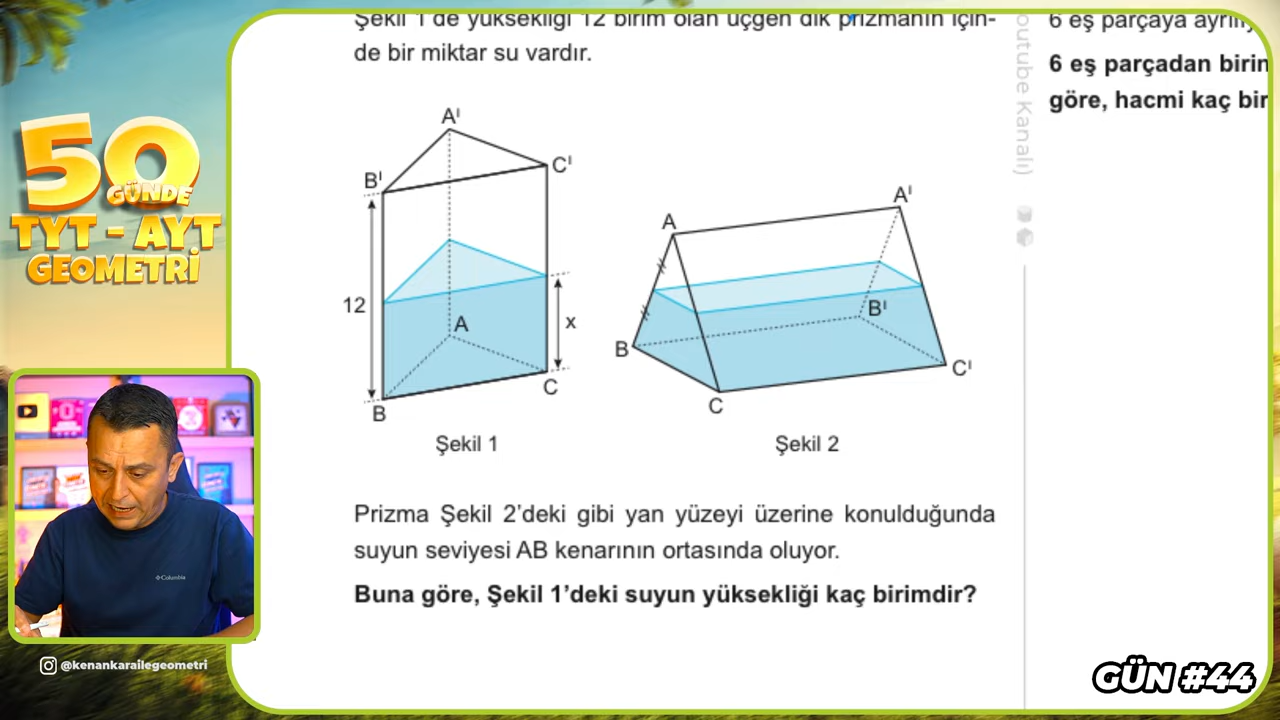 50
GÜNDE
TYT - AYT
GEOMETRİ
Şekil 1'de yüksekliği 12 birim olan üçgen dik prizmanın için-
de bir miktar su vardır.
A'
B'
C'
12
x
A
B
C
Şekil 1
A
A'
B
B'
C
C'
Şekil 2
Prizma Şekil 2'deki gibi yan yüzeyi üzerine konulduğunda
suyun seviyesi AB kenarının ortasında oluyor.
Buna göre, Şekil 1'deki suyun yüksekliği kaç birimdir?
outube Kanalı)
6 eş parçaya
6 eş parçadan birin
göre, hacmi kaç bir
Columbia
@kenankarailegeometri
GÜN #44